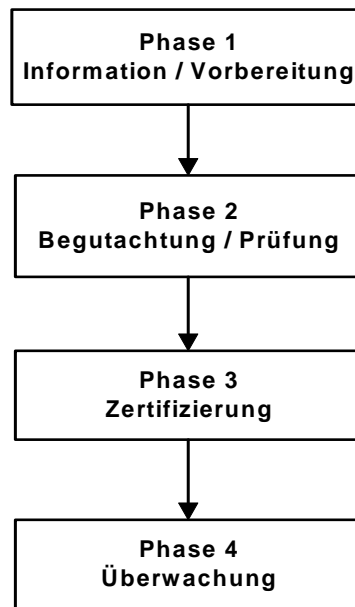 Phase 1
Information / Vorbereitung
Phase 2
Begutachtung / Prüfung
Phase 3
Zertifizierung
Phase 4
Überwachung